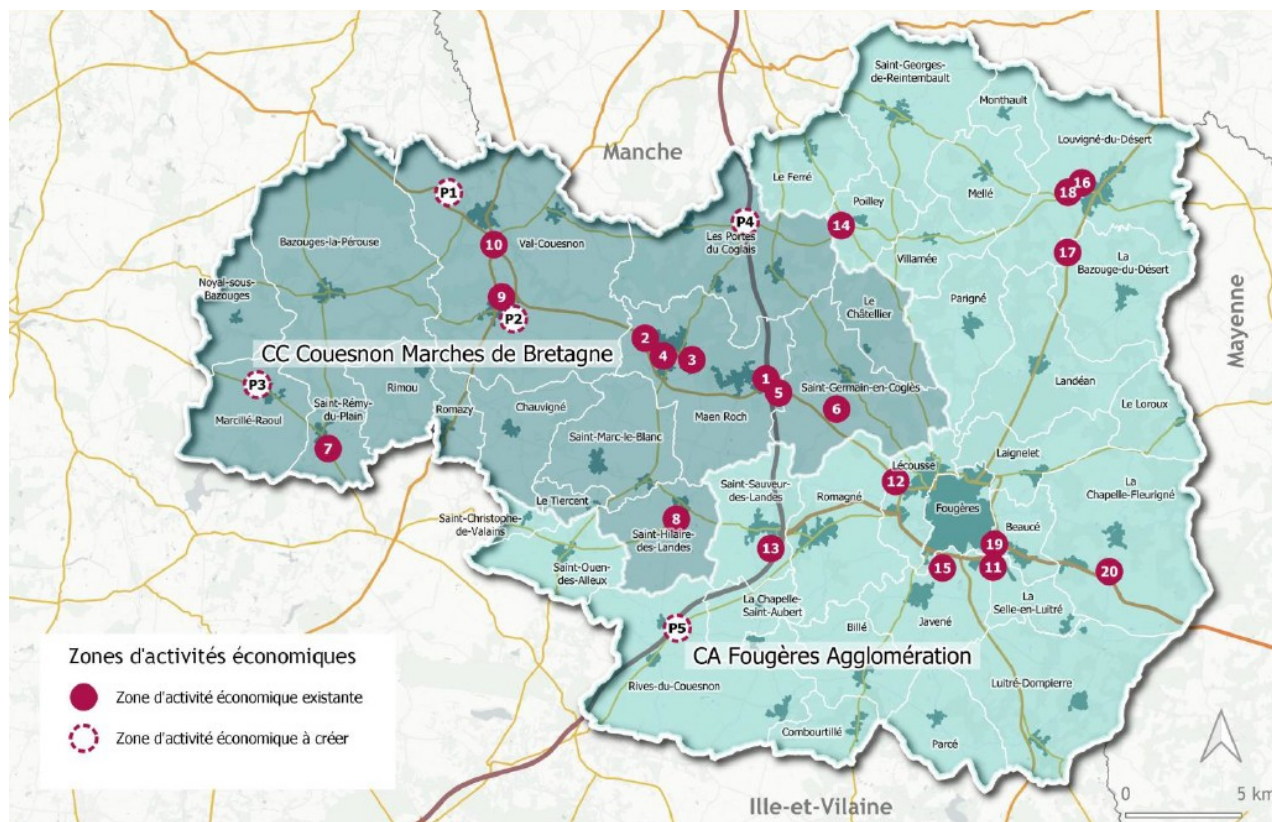 Saint-Georges-
de-Reintembault
Monthault
Louvigné-du-Désert
Manche
Le Ferré
Mellé
16
18
P1
Poilley
P4
14
Les Portes
du Coglais
Bazouges-la-Pérouse
10
Val-Couesnon
Villamée
17
La
Bazouge-du-Désert
Noyal-sous-
Bazouges
9
P2
Le
Châtellier
Parigné
Mayenne
2
4
3
CC Couesnon Marches de Bretagne
P3
Rimou
1
5
Saint-Germain-en-Coglès
6
Landéan
Le Loroux
Marcillé-Raoul
Saint-Rémy-
du-Plain
Romazy
Chauvigné
Maen Roch
7
Saint-Marc-le-Blanc
Laignelet
Lécousse
12
Saint-Sauveur-
des-Landes
Romagné
La
Chapelle-Fleurigné
Le Tiercent
Fougères
Saint-Christophe-
de-Valains
8
Saint-Hilaire-
des-Landes
Beaucé
13
19
15
11
20
Saint-Ouen-
des-Alleux
La Chapelle-
Saint-Aubert
La
Selle-en-Luitré
Javené
Billé
P5
CA Fougères Agglomération
Rives-du-Couesnon
Luitré-Dompierre
Combourtillé
Parcé
Zones d'activités économiques
Zone d'activité économique existante
Zone d'activité économique à créer
Ille-et-Vilaine
0 5 km